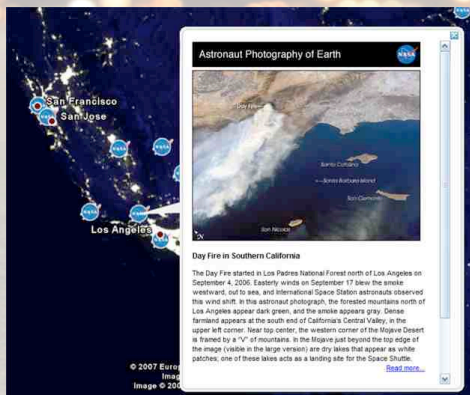 Astronaut Photography of Earth
NASA
Day Fire
Santa Catalina
Santa Barbara Island
San Clemente
San Nicolas
N
San Francisco
San Jose
Los Angeles
NASA
NASA
NASA
NASA
NASA
NASA
Day Fire in Southern California
The Day Fire started in Los Padres National Forest north of Los Angeles on
September 4, 2006. Easterly winds on September 17 blew the smoke
westward, out to sea, and International Space Station astronauts observed
this wind shift. In this astronaut photograph, the forested mountains north of
Los Angeles appear dark green, and the smoke appears gray. Dense
farmland appears at the south end of California's Central Valley, in the
upper left corner. Near top center, the western corner of the Mojave Desert
is framed by a "V" of mountains. In the Mojave just beyond the top edge of
the image (visible in the large version) are dry lakes that appear as white
patches; one of these lakes acts as a landing site for the Space Shuttle.
Read more...
© 2007 Europ
Imag
Image © 200